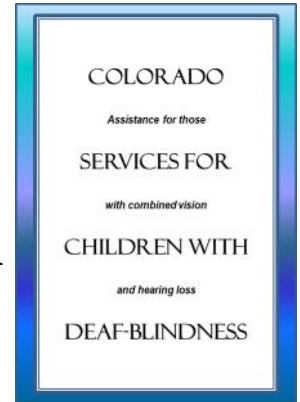 COLORADO
Assistance for those
SERVICES FOR
with combined vision
CHILDREN WITH
and hearing loss
DEAF-BLINDNESS